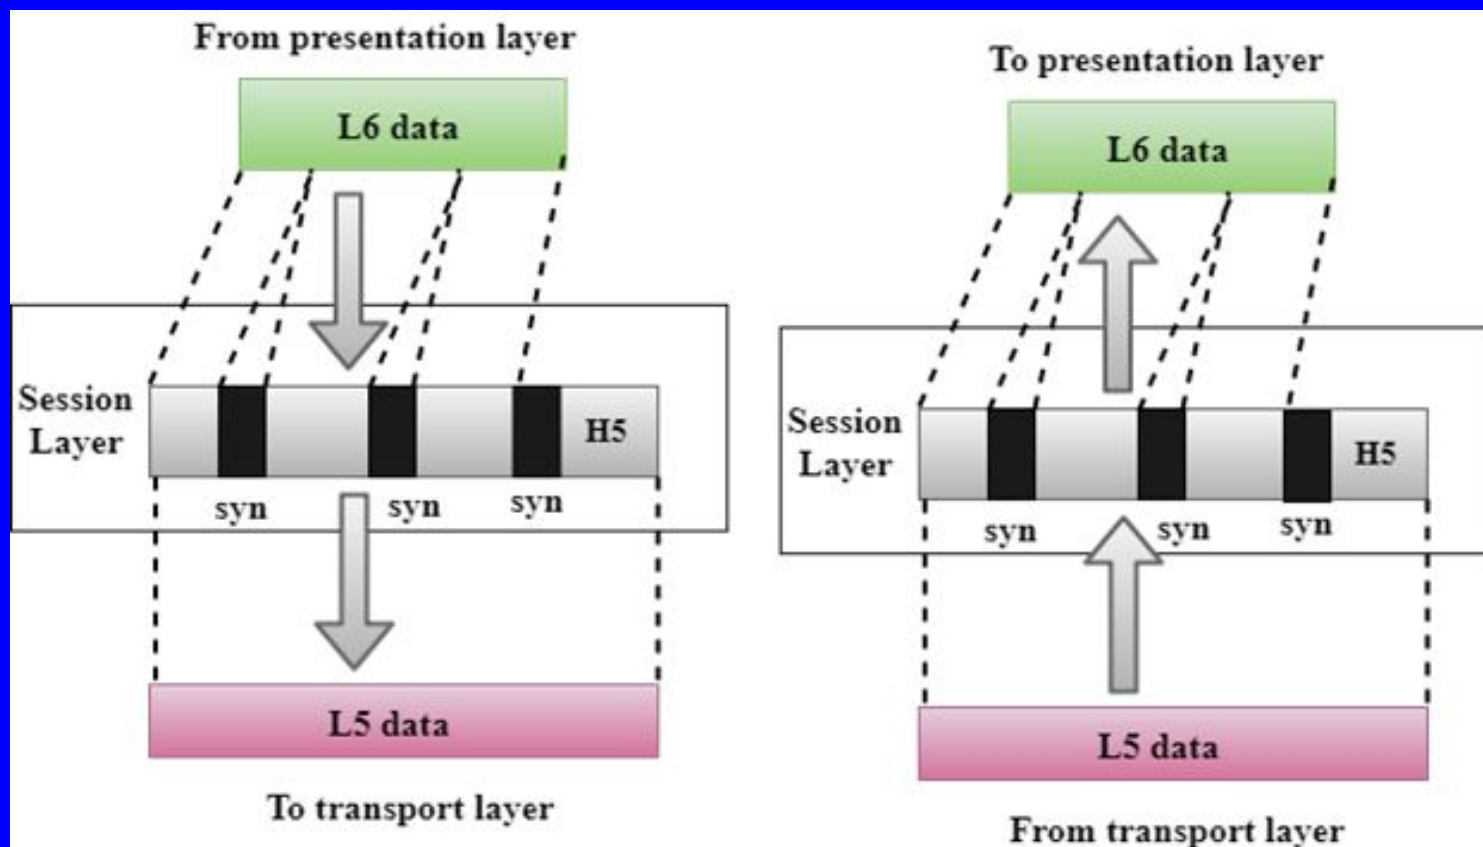 From presentation layer
L6 data
Session
Layer
H5
syn
syn
syn
L5 data
To transport layer
To presentation layer
L6 data
Session
Layer
H5
syn
syn
syn
L5 data
From transport layer